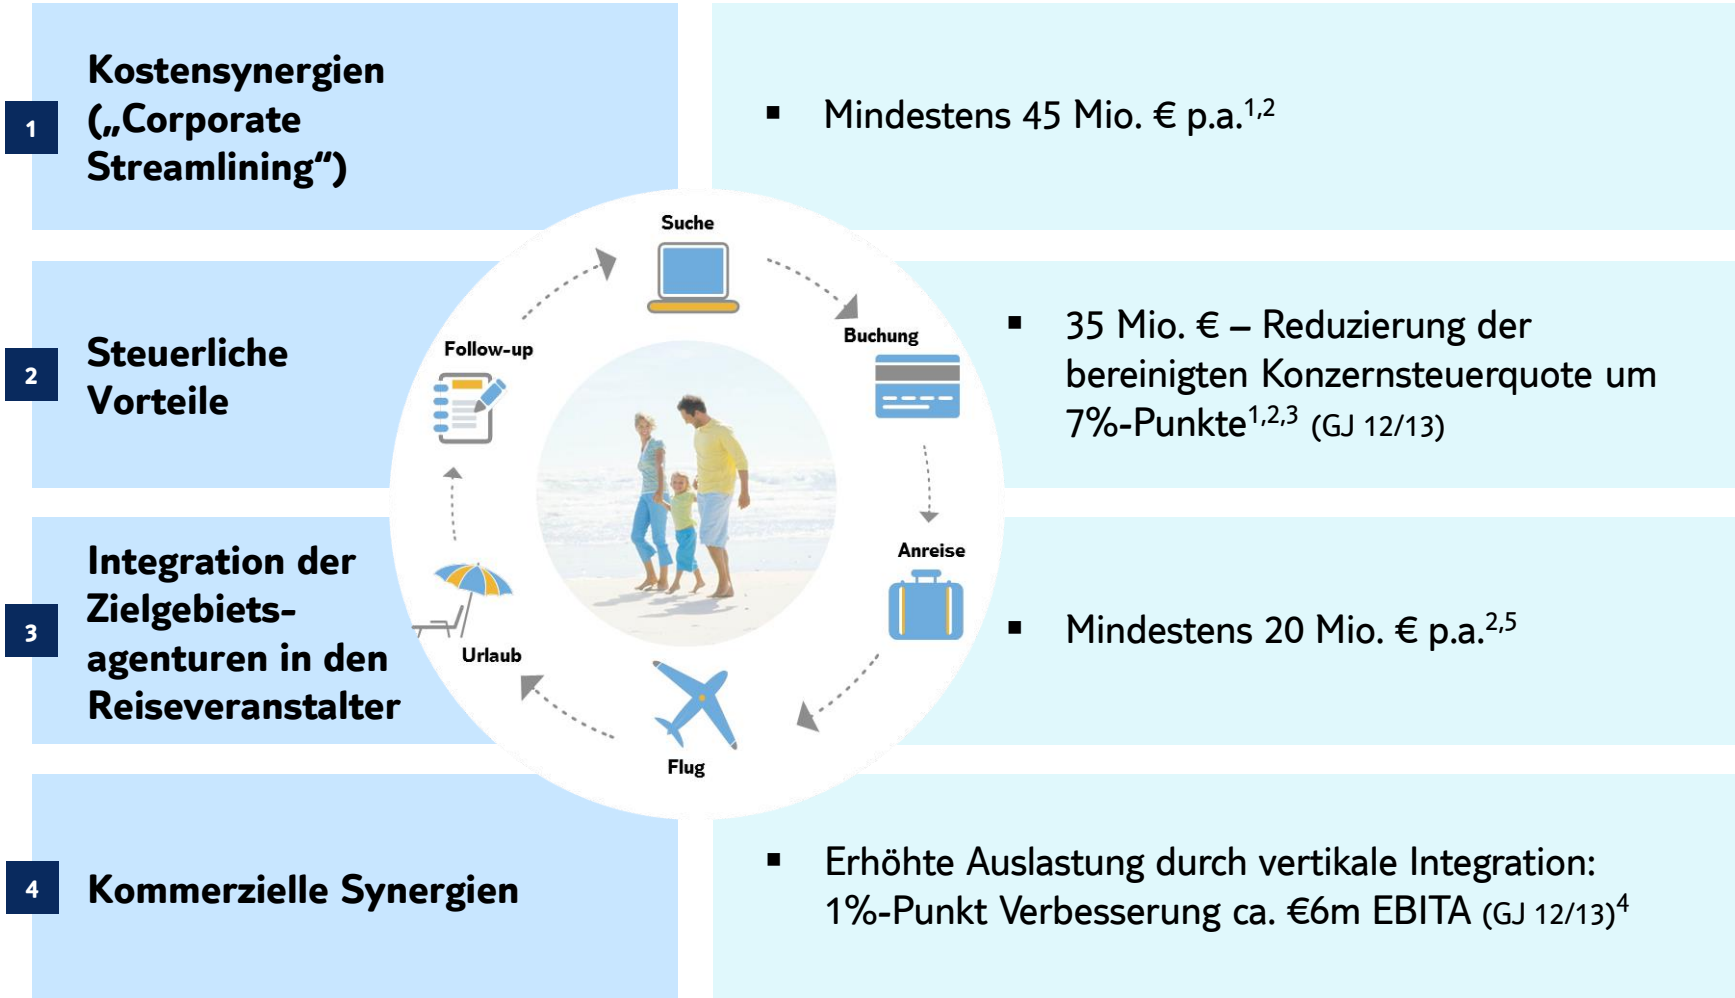 1
Kostensynergien
(„Corporate
Streamlining“)
▪ Mindestens 45 Mio. € p.a.1,2
2
Steuerliche
Vorteile
▪ 35 Mio. € – Reduzierung der
bereinigten Konzernsteuerquote um
7%-Punkte1,2,3 (GJ 12/13)
3
Integration der
Zielgebiets-
agenturen in den
Reiseveranstalter
▪ Mindestens 20 Mio. € p.a.2,5
4
Kommerzielle Synergien
▪ Erhöhte Auslastung durch vertikale Integration:
1%-Punkt Verbesserung ca. €6m EBITA (GJ 12/13)4
Suche
Buchung
Anreise
Flug
Urlaub
Follow-up